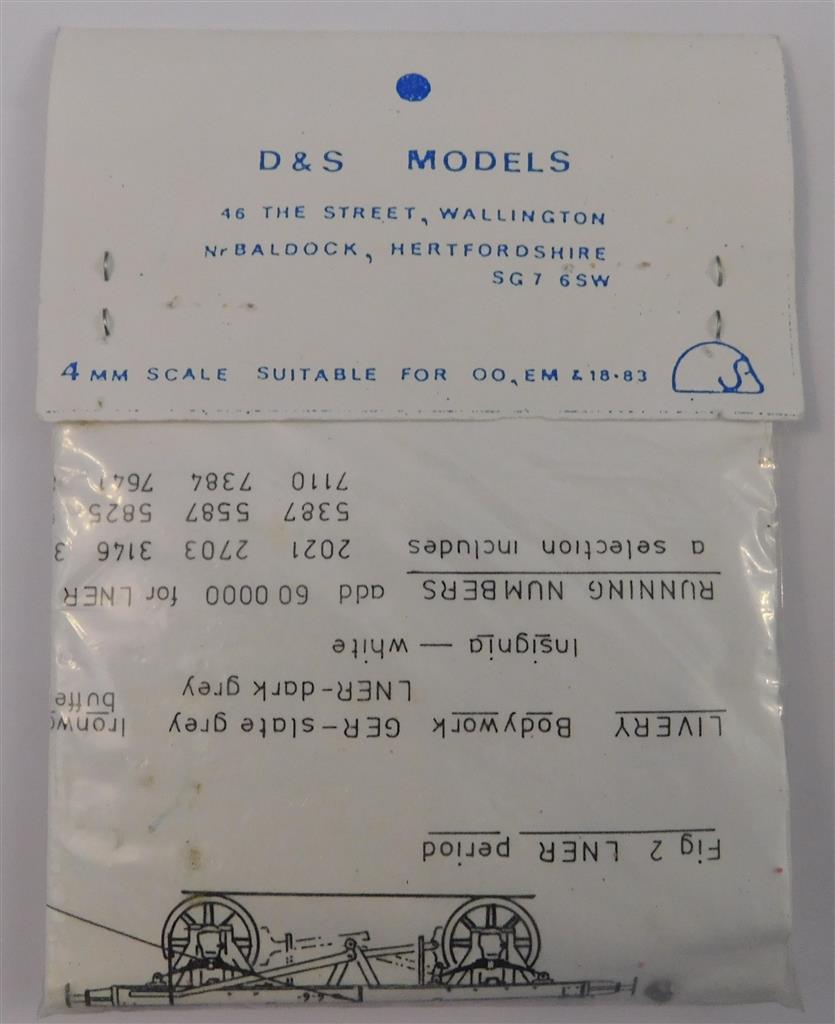 D & S MODELS
46 THE STREET, WALLINGTON
Nr BALDOCK, HERTFORDSHIRE
SG7 6SW
4MM SCALE SUITABLE FOR OO, EM & 18·83
Fig 2 LNER period
LIVERY Bodywork GER-slate grey
LNER-dark grey
Insignia — white
RUNNING NUMBERS add 60 0000 for LNER
a selection includes 2021 2703 3146 3
5387 5587 5825
7110 7384 7641